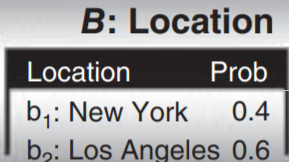 B: Location
Location Prob
b₁: New York 0.4
b₂: Los Angeles 0.6